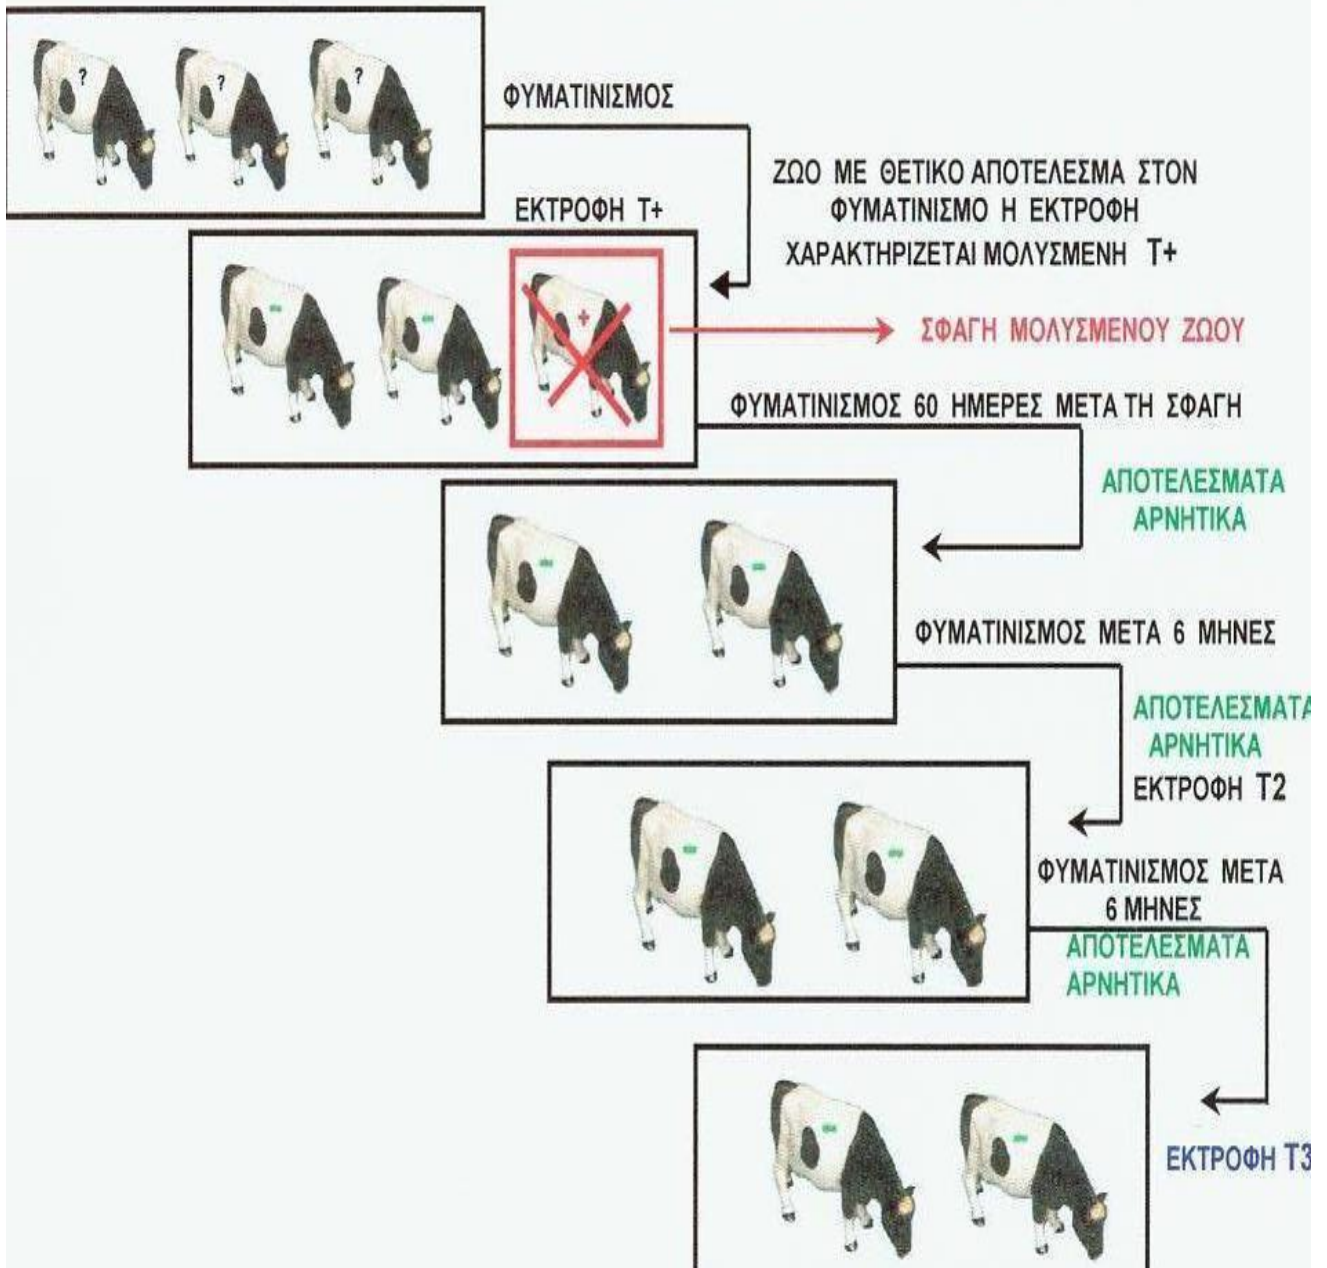 ? ? ?
ΦΥΜΑΤΙΝΙΣΜΟΣ
ΖΩΟ ΜΕ ΘΕΤΙΚΟ ΑΠΟΤΕΛΕΣΜΑ ΣΤΟΝ
ΦΥΜΑΤΙΝΙΣΜΟ Η ΕΚΤΡΟΦΗ
ΧΑΡΑΚΤΗΡΙΖΕΤΑΙ ΜΟΛΥΣΜΕΝΗ Τ+
ΕΚΤΡΟΦΗ Τ+
- - +
ΣΦΑΓΗ ΜΟΛΥΣΜΕΝΟΥ ΖΩΟΥ
ΦΥΜΑΤΙΝΙΣΜΟΣ 60 ΗΜΕΡΕΣ ΜΕΤΑ ΤΗ ΣΦΑΓΗ
ΑΠΟΤΕΛΕΣΜΑΤΑ
ΑΡΝΗΤΙΚΑ
- -
ΦΥΜΑΤΙΝΙΣΜΟΣ ΜΕΤΑ 6 ΜΗΝΕΣ
ΑΠΟΤΕΛΕΣΜΑΤΑ
ΑΡΝΗΤΙΚΑ
ΕΚΤΡΟΦΗ Τ2
- -
ΦΥΜΑΤΙΝΙΣΜΟΣ ΜΕΤΑ
6 ΜΗΝΕΣ
ΑΠΟΤΕΛΕΣΜΑΤΑ
ΑΡΝΗΤΙΚΑ
- -
ΕΚΤΡΟΦΗ Τ3